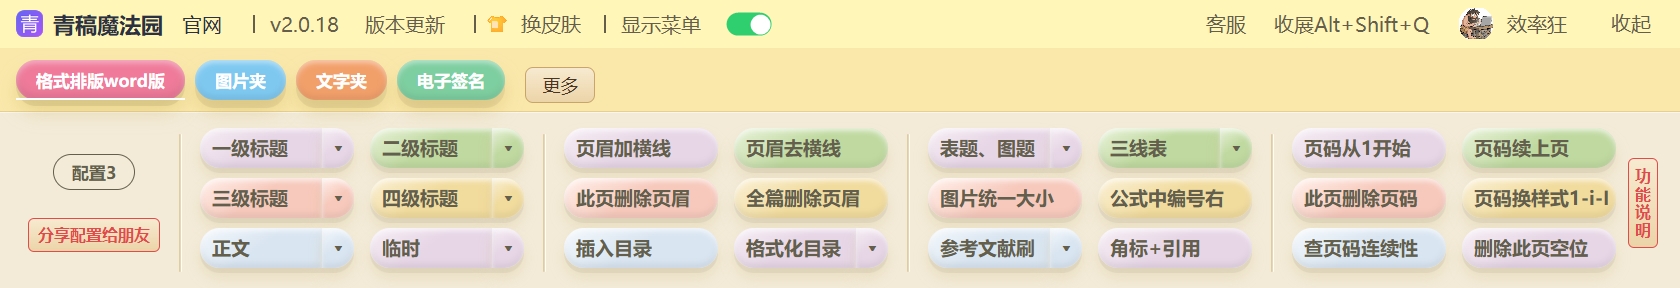 青 青稿魔法园 官网 | v2.0.18 版本更新 | 换皮肤 | 显示菜单 客服 收展Alt+Shift+Q 效率狂 收起
格式排版word版 图片夹 文字夹 电子签名 更多
一级标题 二级标题 页眉加横线 页眉去横线 表题、图题 三线表 页码从1开始 页码续上页
配置3
三级标题 四级标题 此页删除页眉 全篇删除页眉 图片统一大小 公式中编号右 此页删除页码 页码换样式1-i-I
功能说明
分享配置给朋友
正文 临时 插入目录 格式化目录 参考文献刷 角标+引用 查页码连续性 删除此页空位